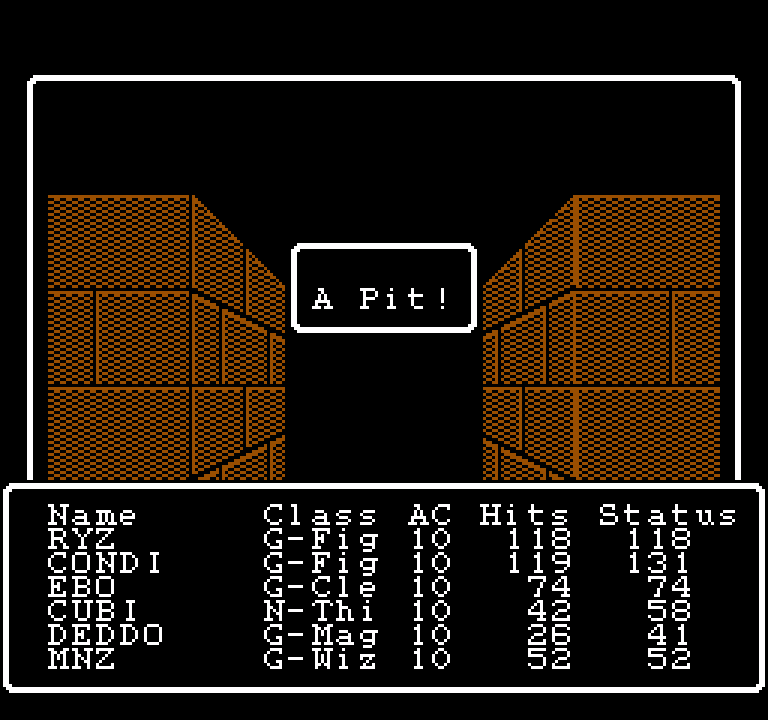 A Pit!
Name Class AC Hits Status
RYZ G-Fig 10 118 118
CONDI G-Fig 10 119 131
EBO G-Cle 10 74 74
CUBI N-Thi 10 42 58
DEDDO G-Mag 10 26 41
MNZ G-Wiz 10 52 52